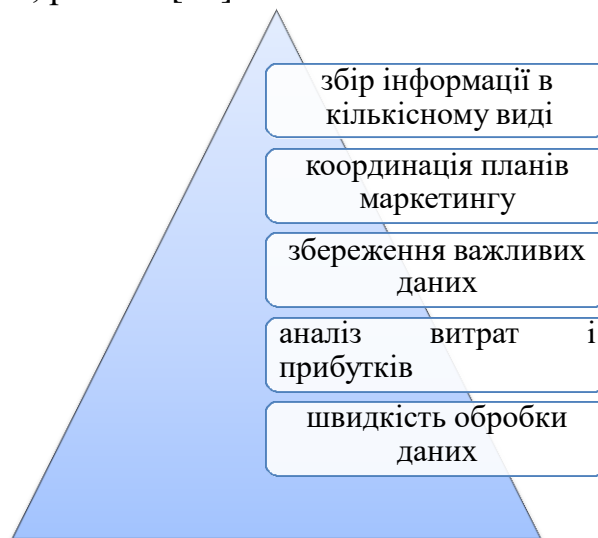 збір інформації в
кількісному виді
координація планів
маркетингу
збереження важливих
даних
аналіз витрат і
прибутків
швидкість обробки
даних